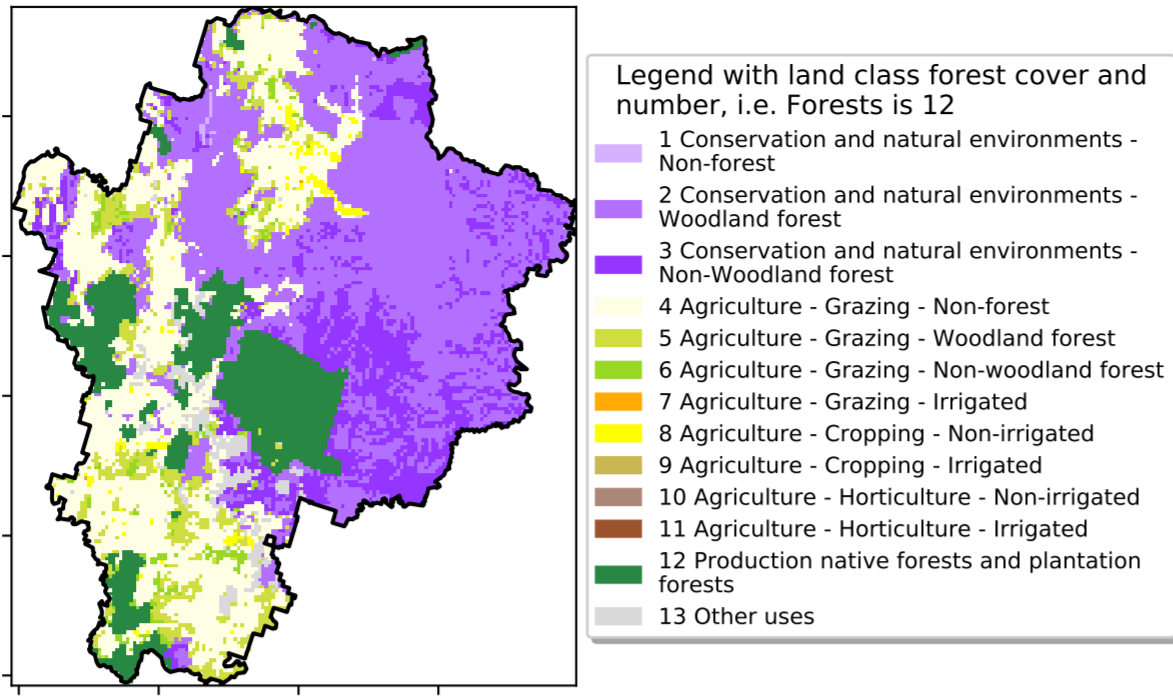 Legend with land class forest cover and
number, i.e. Forests is 12
1 Conservation and natural environments -
Non-forest
2 Conservation and natural environments -
Woodland forest
3 Conservation and natural environments -
Non-Woodland forest
4 Agriculture - Grazing - Non-forest
5 Agriculture - Grazing - Woodland forest
6 Agriculture - Grazing - Non-woodland forest
7 Agriculture - Grazing - Irrigated
8 Agriculture - Cropping - Non-irrigated
9 Agriculture - Cropping - Irrigated
10 Agriculture - Horticulture - Non-irrigated
11 Agriculture - Horticulture - Irrigated
12 Production native forests and plantation
forests
13 Other uses